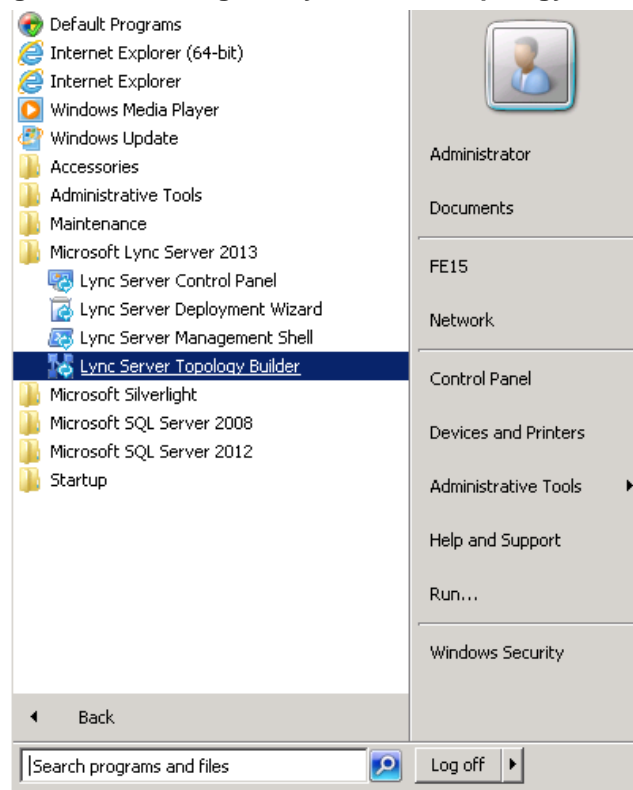 Default Programs
Internet Explorer (64-bit)
Internet Explorer
Windows Media Player
Windows Update
Accessories
Administrative Tools
Maintenance
Microsoft Lync Server 2013
Lync Server Control Panel
Lync Server Deployment Wizard
Lync Server Management Shell
Lync Server Topology Builder
Microsoft Silverlight
Microsoft SQL Server 2008
Microsoft SQL Server 2012
Startup
Back
Search programs and files
Administrator
Documents
FE15
Network
Control Panel
Devices and Printers
Administrative Tools
Help and Support
Run...
Windows Security
Log off